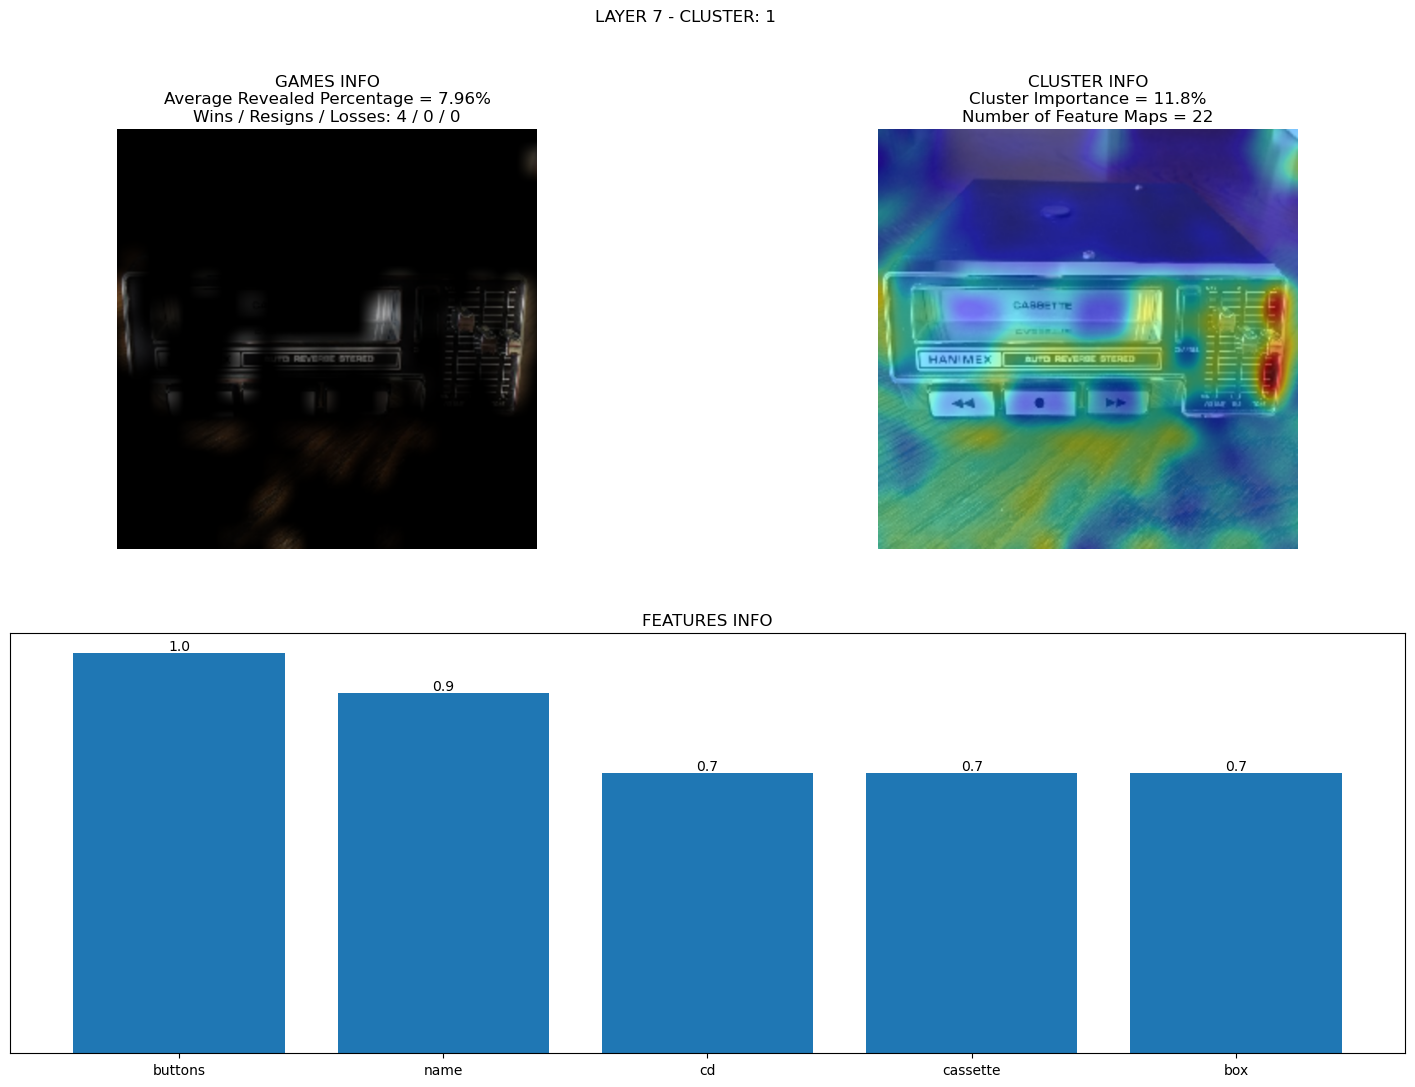 LAYER 7 - CLUSTER: 1
GAMES INFO
Average Revealed Percentage = 7.96%
Wins / Resigns / Losses: 4 / 0 / 0
AUTO REVERSE STEREO
CLUSTER INFO
Cluster Importance = 11.8%
Number of Feature Maps = 22
CASSETTE
HANIMEX
AUTO REVERSE STEREO
FEATURES INFO
1.0
0.9
0.7
0.7
0.7
buttons
name
cd
cassette
box